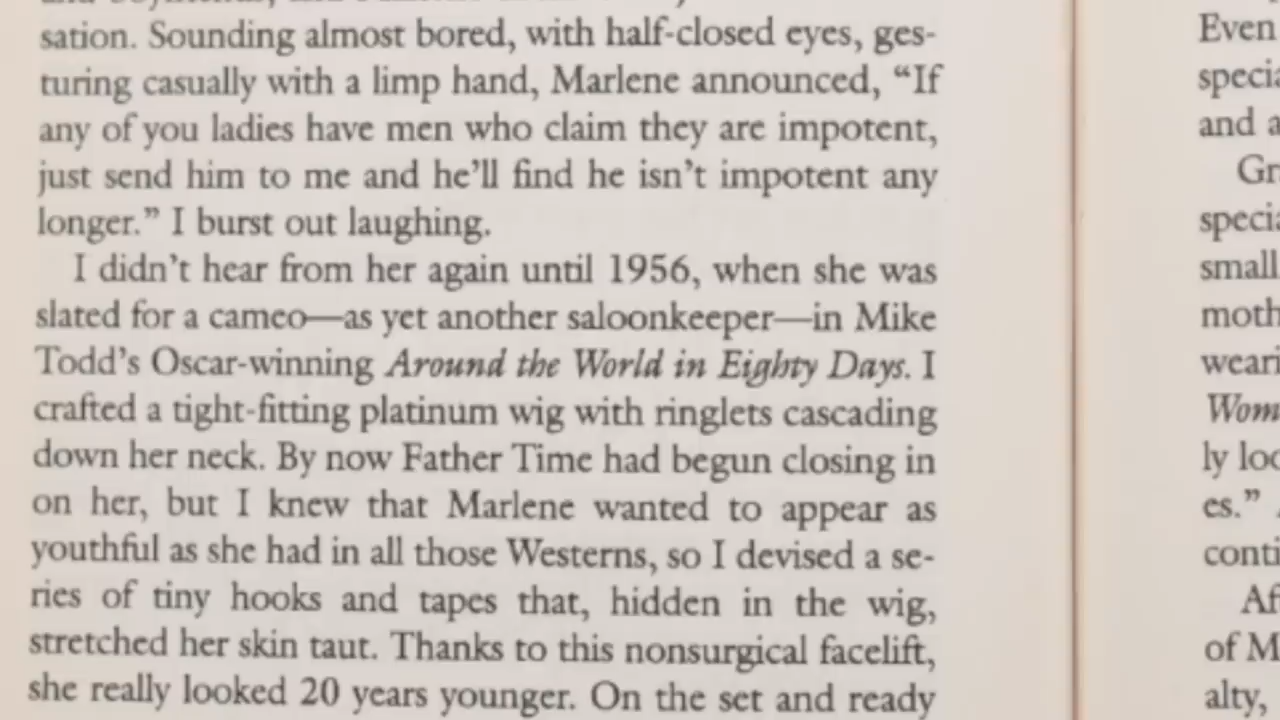 sation. Sounding almost bored, with half-closed eyes, ges-
turing casually with a limp hand, Marlene announced, “If
any of you ladies have men who claim they are impotent,
just send him to me and he’ll find he isn’t impotent any
longer.” I burst out laughing.
I didn’t hear from her again until 1956, when she was
slated for a cameo—as yet another saloonkeeper—in Mike
Todd’s Oscar-winning Around the World in Eighty Days. I
crafted a tight-fitting platinum wig with ringlets cascading
down her neck. By now Father Time had begun closing in
on her, but I knew that Marlene wanted to appear as
youthful as she had in all those Westerns, so I devised a se-
ries of tiny hooks and tapes that, hidden in the wig,
stretched her skin taut. Thanks to this nonsurgical facelift,
she really looked 20 years younger. On the set and ready
Even
and
small
ly
es.”
of
alty,